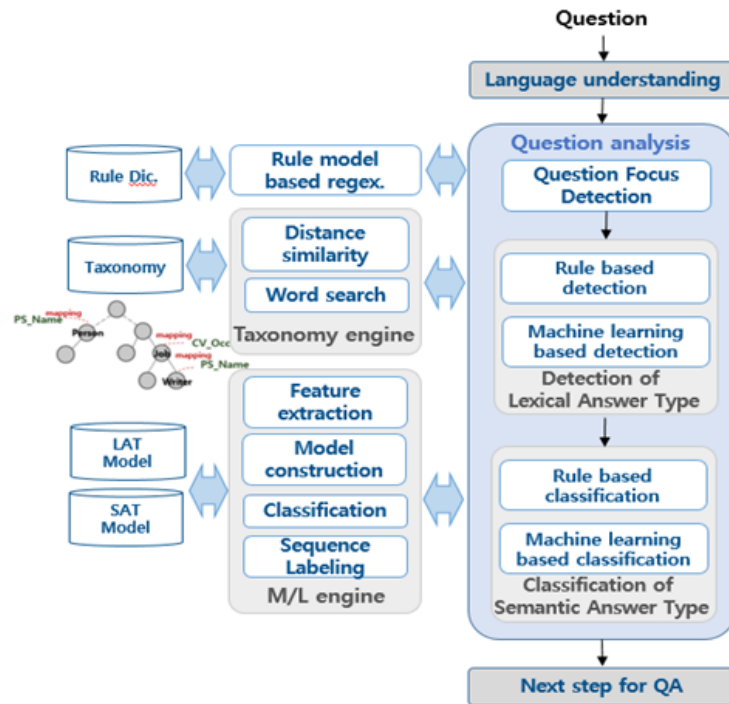 Question
Language understanding
Question analysis
Question Focus
Detection
Rule based
detection
Machine learning
based detection
Detection of
Lexical Answer Type
Rule based
classification
Machine learning
based classification
Classification of
Semantic Answer Type
Next step for QA
Rule Dic.
Rule model
based regex.
Taxonomy
Distance
similarity
Word search
Taxonomy engine
mapping
PS_Name
Person
mapping
CV_Occ
Job
mapping
PS_Name
Writer
LAT
Model
SAT
Model
Feature
extraction
Model
construction
Classification
Sequence
Labeling
M/L engine